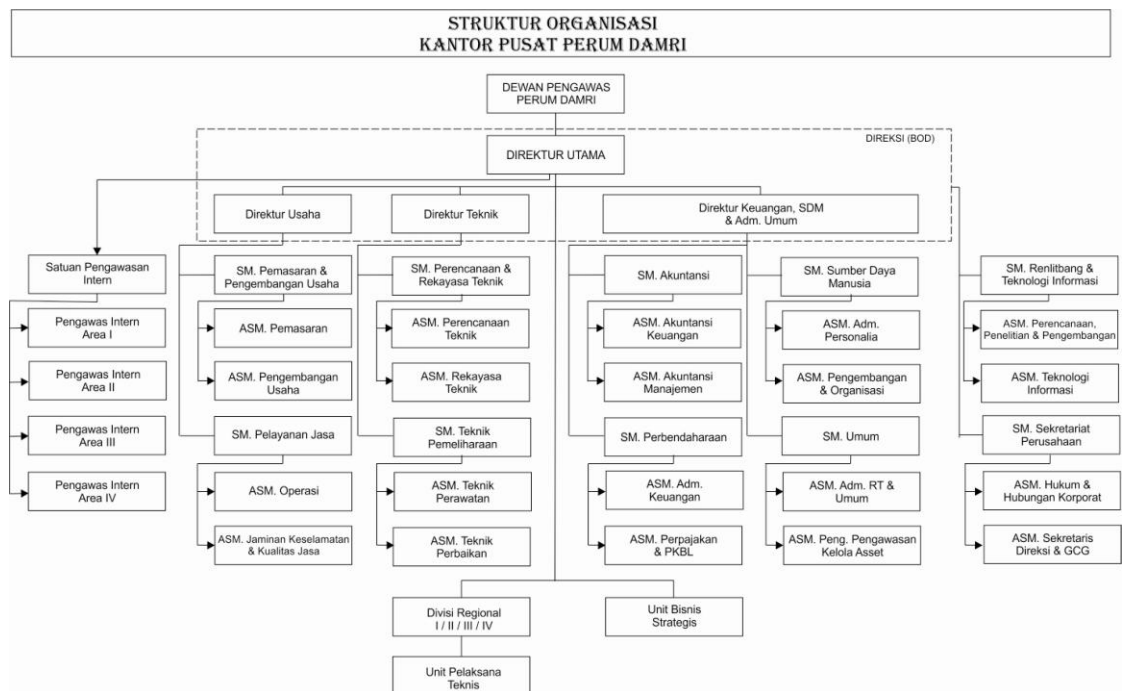 STRUKTUR ORGANISASI
KANTOR PUSAT PERUM DAMRI
DEWAN PENGAWAS
PERUM DAMRI
DIREKSI (BOD)
DIREKTUR UTAMA
Direktur Usaha
Direktur Teknik
Direktur Keuangan, SDM
& Adm. Umum
Satuan Pengawasan
Intern
Pengawas Intern
Area I
Pengawas Intern
Area II
Pengawas Intern
Area III
Pengawas Intern
Area IV
SM. Pemasaran &
Pengembangan Usaha
ASM. Pemasaran
ASM. Pengembangan
Usaha
SM. Pelayanan Jasa
ASM. Operasi
ASM. Jaminan Keselamatan
& Kualitas Jasa
SM. Perencanaan &
Rekayasa Teknik
ASM. Perencanaan
Teknik
ASM. Rekayasa
Teknik
SM. Teknik
Pemeliharaan
ASM. Teknik
Perawatan
ASM. Teknik
Perbaikan
SM. Akuntansi
ASM. Akuntansi
Keuangan
ASM. Akuntansi
Manajemen
SM. Perbendaharaan
ASM. Adm.
Keuangan
ASM. Perpajakan
& PKBL
SM. Sumber Daya
Manusia
ASM. Adm.
Personalia
ASM. Pengembangan
& Organisasi
SM. Umum
ASM. Adm. RT &
Umum
ASM. Peng. Pengawasan
Kelola Asset
SM. Renlitbang &
Teknologi Informasi
ASM. Perencanaan,
Penelitian & Pengembangan
ASM. Teknologi
Informasi
SM. Sekretariat
Perusahaan
ASM. Hukum &
Hubungan Korporat
ASM. Sekretaris
Direksi & GCG
Divisi Regional
I / II / III / IV
Unit Bisnis
Strategis
Unit Pelaksana
Teknis